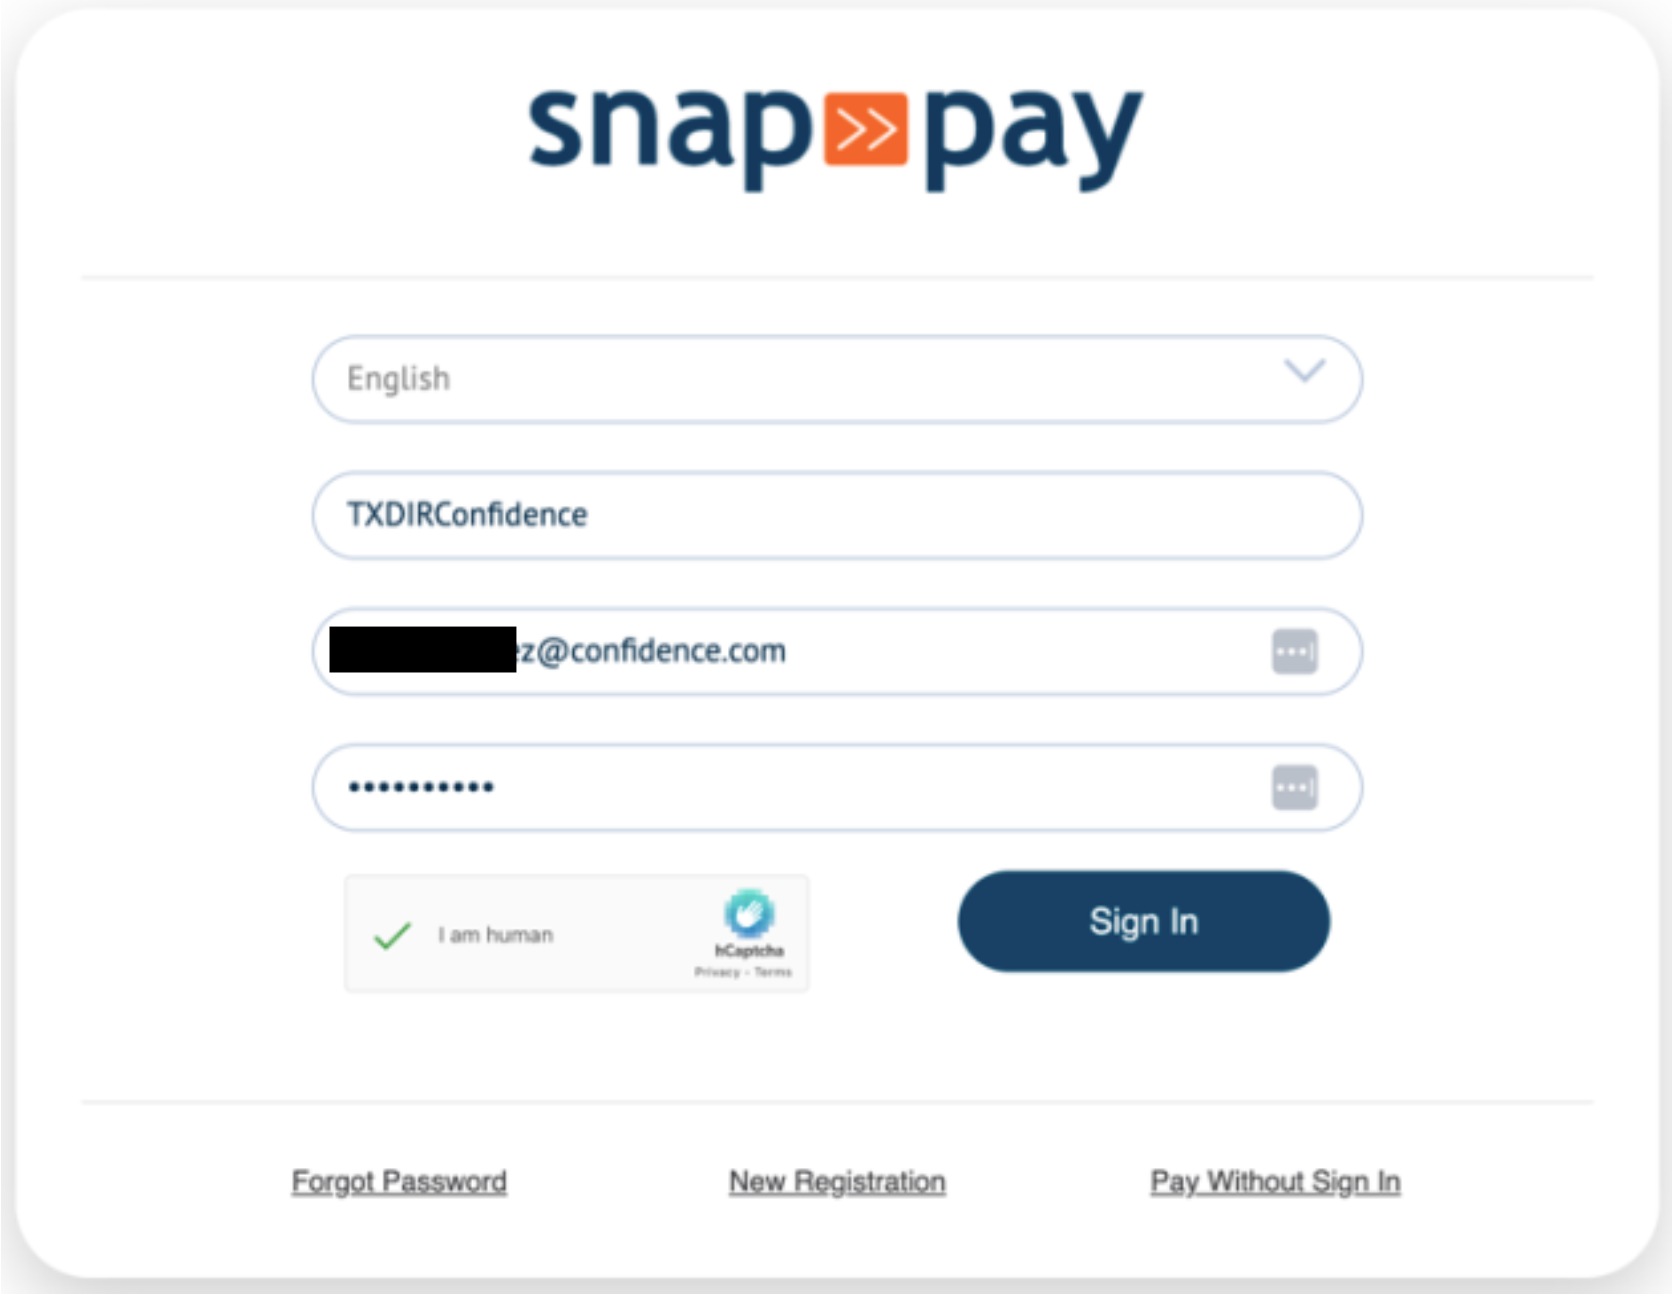 snap pay
English
TXDIRConfidence
ez@confidence.com
••••••••••
I am human
hCaptcha
Privacy - Terms
Sign In
Forgot Password
New Registration
Pay Without Sign In